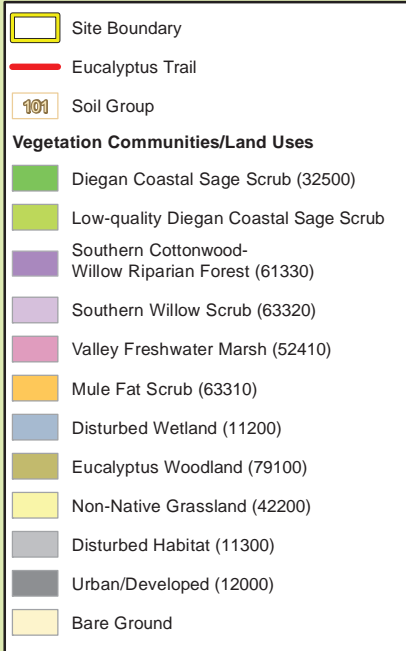 Site Boundary
Eucalyptus Trail
101 Soil Group
Vegetation Communities/Land Uses
Diegan Coastal Sage Scrub (32500)
Low-quality Diegan Coastal Sage Scrub
Southern Cottonwood-
Willow Riparian Forest (61330)
Southern Willow Scrub (63320)
Valley Freshwater Marsh (52410)
Mule Fat Scrub (63310)
Disturbed Wetland (11200)
Eucalyptus Woodland (79100)
Non-Native Grassland (42200)
Disturbed Habitat (11300)
Urban/Developed (12000)
Bare Ground